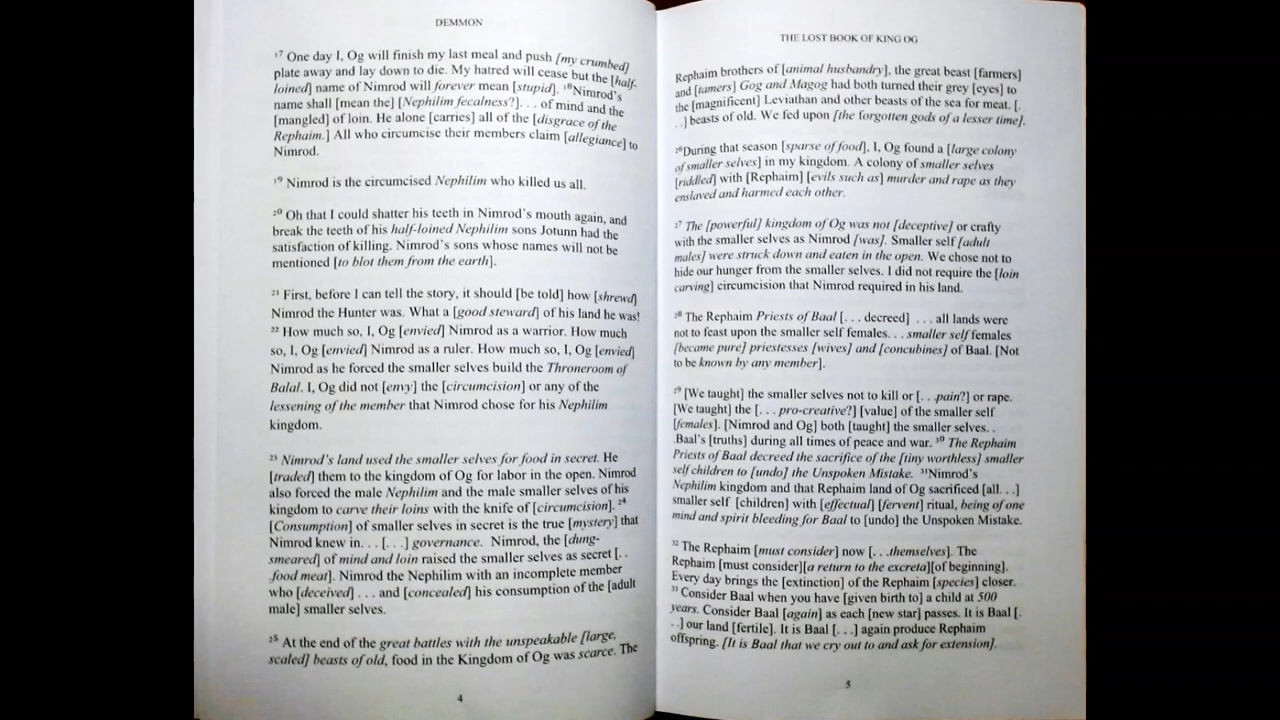 DEMMON
¹⁷ One day I, Og will finish my last meal and push [my crumbed]
plate away and lay down to die. My hatred will cease but the [half-
loined] name of Nimrod will forever mean [stupid]. ¹⁸Nimrod's
name shall [mean the] [Nephilim fecalness?]. . . of mind and the
[mangled] of loin. He alone [carries] all of the [disgrace of the
Rephaim.] All who circumcise their members claim [allegiance] to
Nimrod.
¹⁹ Nimrod is the circumcised Nephilim who killed us all.
²⁰ Oh that I could shatter his teeth in Nimrod's mouth again, and
break the teeth of his half-loined Nephilim sons Jotunn had the
satisfaction of killing. Nimrod's sons whose names will not be
mentioned [to blot them from the earth].
²¹ First, before I can tell the story, it should [be told] how [shrewd]
Nimrod the Hunter was. What a [good steward] of his land he was!
²² How much so, I, Og [envied] Nimrod as a warrior. How much
so, I, Og [envied] Nimrod as a ruler. How much so, I, Og [envied]
Nimrod as he forced the smaller selves build the Throneroom of
Balal. I, Og did not [envy] the [circumcision] or any of the
lessening of the member that Nimrod chose for his Nephilim
kingdom.
²³ Nimrod's land used the smaller selves for food in secret. He
[traded] them to the kingdom of Og for labor in the open. Nimrod
also forced the male Nephilim and the male smaller selves of his
kingdom to carve their loins with the knife of [circumcision]. ²⁴
[Consumption] of smaller selves in secret is the true [mystery] that
Nimrod knew in. . . [. . .] governance. Nimrod, the [dung-
smeared] of mind and loin raised the smaller selves as secret [. .
.food meat]. Nimrod the Nephilim with an incomplete member
who [deceived] . . . and [concealed] his consumption of the [adult
male] smaller selves.
²⁵ At the end of the great battles with the unspeakable [large,
scaled] beasts of old, food in the Kingdom of Og was scarce. The
4
THE LOST BOOK OF KING OG
Rephaim brothers of [animal husbandry], the great beast [farmers]
and [tamers] Gog and Magog had both turned their grey [eyes] to
the [magnificent] Leviathan and other beasts of the sea for meat. [.
. .] beasts of old. We fed upon [the forgotten gods of a lesser time].
²⁶During that season [sparse of food], I, Og found a [large colony
of smaller selves] in my kingdom. A colony of smaller selves
[riddled] with [Rephaim] [evils such as] murder and rape as they
enslaved and harmed each other.
²⁷ The [powerful] kingdom of Og was not [deceptive] or crafty
with the smaller selves as Nimrod [was]. Smaller self [adult
males] were struck down and eaten in the open. We chose not to
hide our hunger from the smaller selves. I did not require the [loin
carving] circumcision that Nimrod required in his land.
²⁸ The Rephaim Priests of Baal [. . . decreed] . . . all lands were
not to feast upon the smaller self females. . . smaller self females
[became pure] priestesses [wives] and [concubines] of Baal. [Not
to be known by any member].
²⁹ [We taught] the smaller selves not to kill or [. . .pain?] or rape.
[We taught] the [. . . pro-creative?] [value] of the smaller self
[females]. [Nimrod and Og] both [taught] the smaller selves. .
.Baal's [truths] during all times of peace and war. ³⁰ The Rephaim
Priests of Baal decreed the sacrifice of the [tiny worthless] smaller
self children to [undo] the Unspoken Mistake. ³¹Nimrod's
Nephilim kingdom and that Rephaim land of Og sacrificed [all. . .]
smaller self [children] with [effectual] [fervent] ritual, being of one
mind and spirit bleeding for Baal to [undo] the Unspoken Mistake.
³² The Rephaim [must consider] now [. . .themselves]. The
Rephaim [must consider][a return to the excreta][of beginning].
Every day brings the [extinction] of the Rephaim [species] closer.
³³ Consider Baal when you have [given birth to] a child at 500
years. Consider Baal [again] as each [new star] passes. It is Baal [.
. .] our land [fertile]. It is Baal [. . .] again produce Rephaim
offspring. [It is Baal that we cry out to and ask for extension].
5